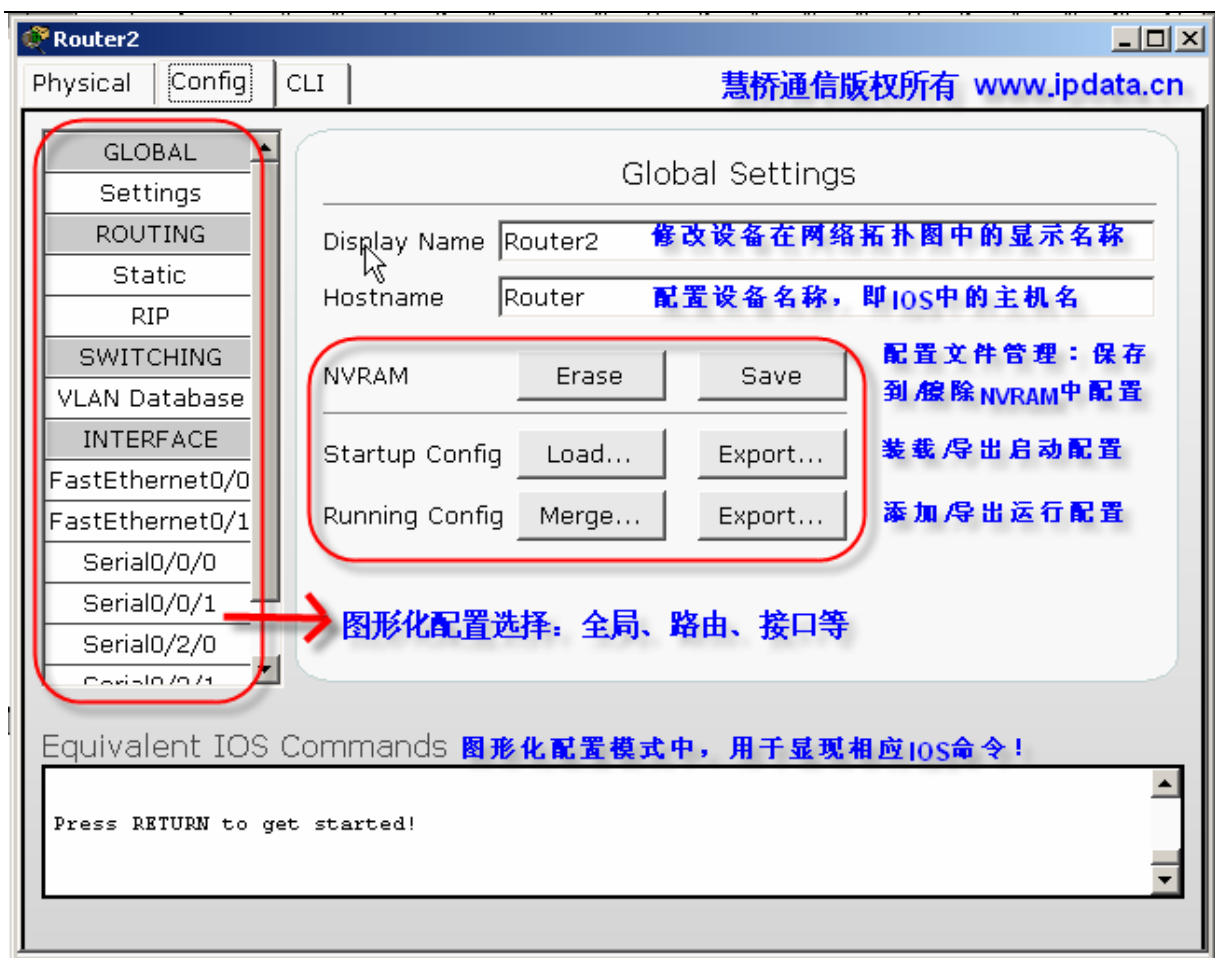 Router2
Physical Config CLI 慧桥通信版权所有 www.ipdata.cn
GLOBAL
Settings
ROUTING
Static
RIP
SWITCHING
VLAN Database
INTERFACE
FastEthernet0/0
FastEthernet0/1
Serial0/0/0
Serial0/0/1
Serial0/2/0
Serial0/2/1
Global Settings
Display Name Router2 修改设备在网络拓扑图中的显示名称
Hostname Router 配置设备名称，即IOS中的主机名
NVRAM Erase Save 配置文件管理：保存
到/擦除NVRAM中配置
Startup Config Load... Export... 装载/导出启动配置
Running Config Merge... Export... 添加/导出运行配置
图形化配置选择：全局、路由、接口等
Equivalent IOS Commands 图形化配置模式中，用于显现相应IOS命令！
Press RETURN to get started!